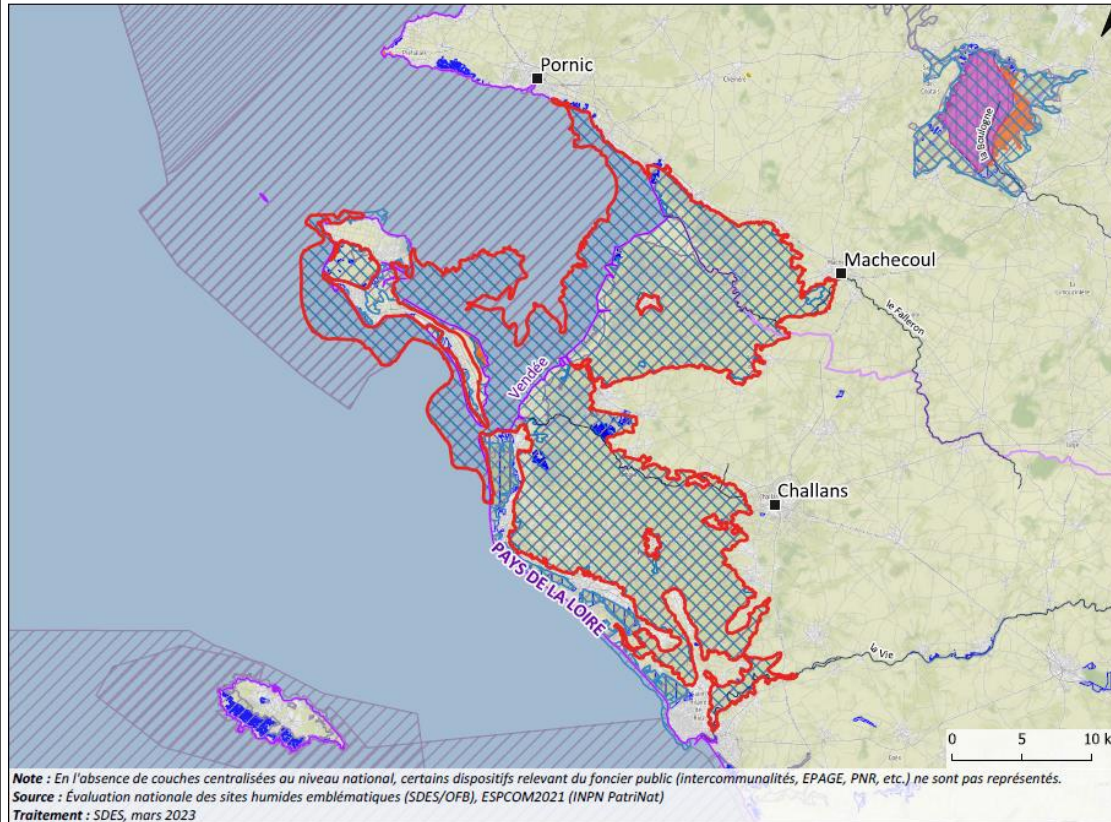 Pornic
la Boulogne
Machecoul
le Falleron
Vendée
Challans
PAYS DE LA LOIRE
la Vie
0 5 10 k
Note : En l'absence de couches centralisées au niveau national, certains dispositifs relevant du foncier public (intercommunalités, EPAGE, PNR, etc.) ne sont pas représentés.
Source : Évaluation nationale des sites humides emblématiques (SDES/OFB), ESPCOM2021 (INPN PatriNat)
Traitement : SDES, mars 2023